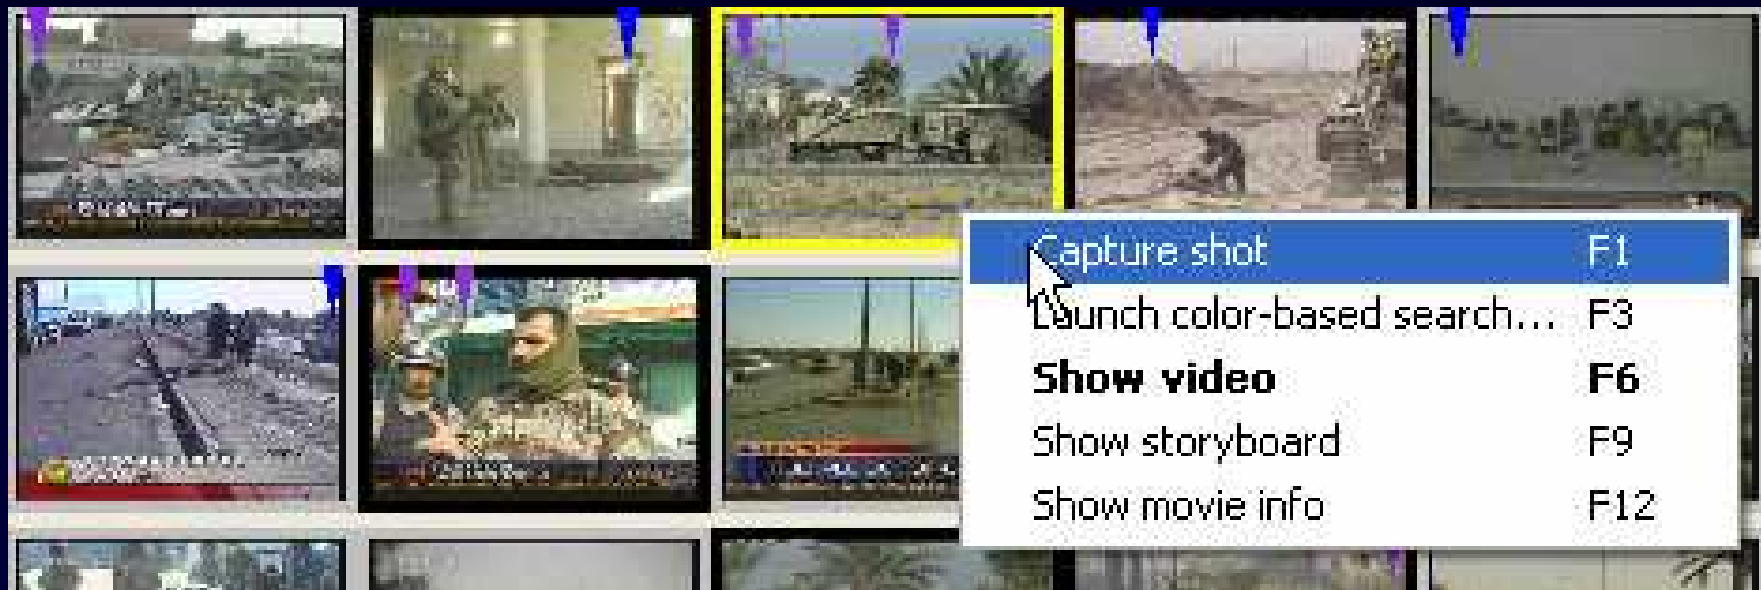 Capture shot F1
Launch color-based search... F3
Show video F6
Show storyboard F9
Show movie info F12